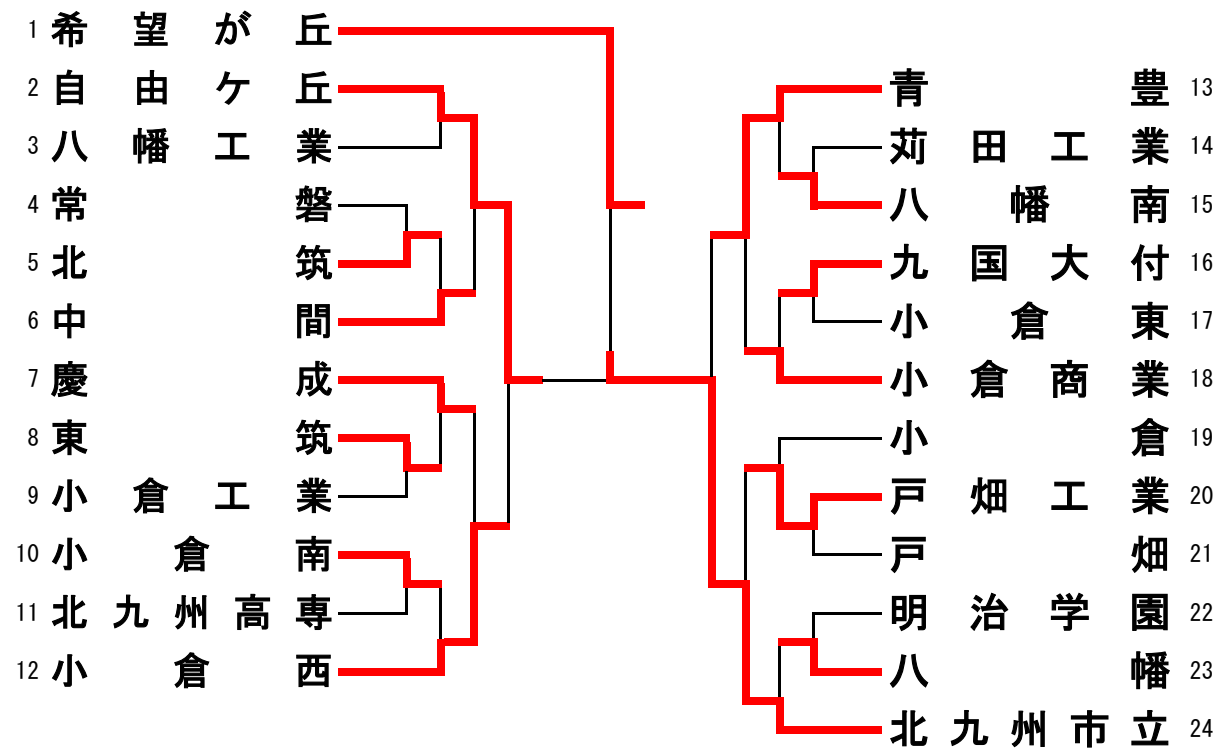 1 希望が丘
2 自由ケ丘
3 八幡工業
4 常磐
5 北筑
6 中間
7 慶成
8 東筑
9 小倉工業
10 小倉南
11 北九州高専
12 小倉西
青豊 13
苅田工業 14
八幡南 15
九国大付 16
小倉東 17
小倉商業 18
小倉 19
戸畑工業 20
戸畑 21
明治学園 22
八幡 23
北九州市立 24